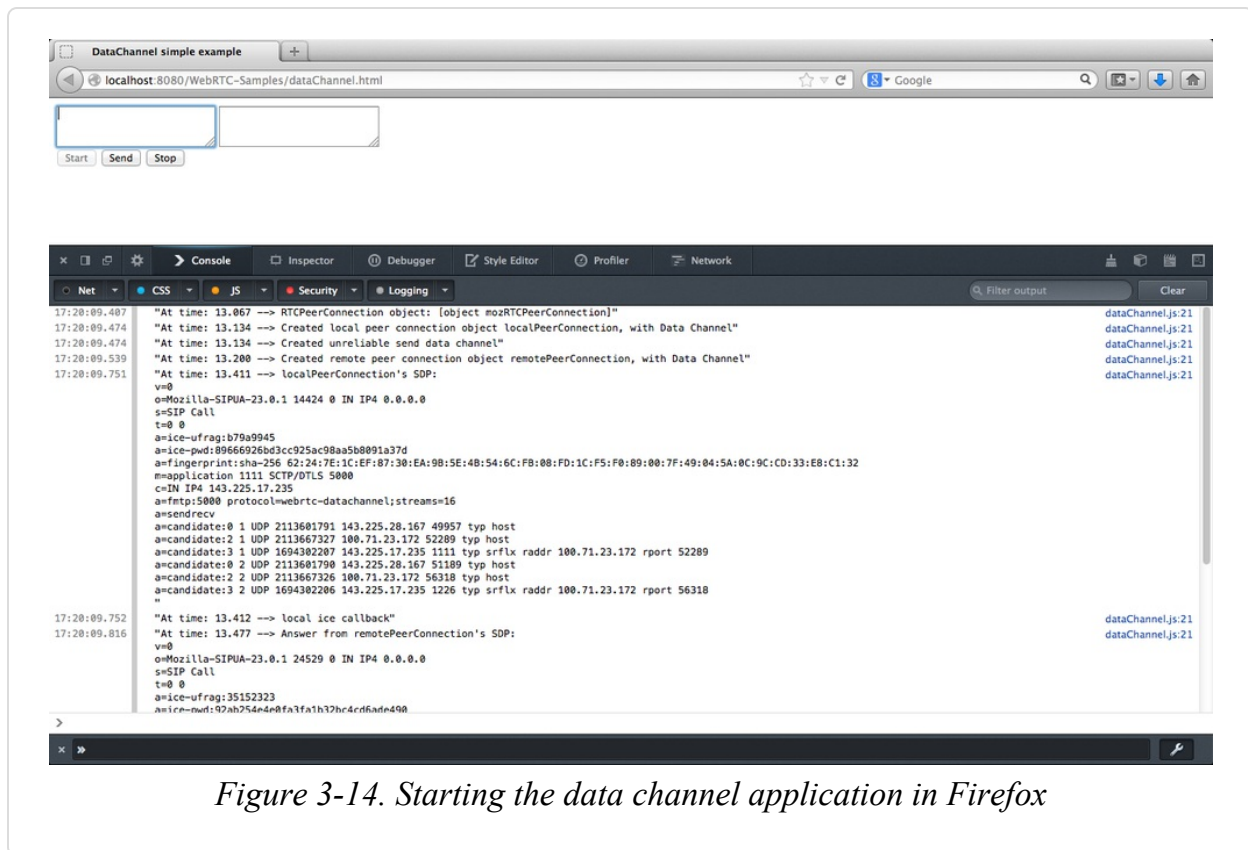 DataChannel simple example
localhost:8080/WebRTC-Samples/dataChannel.html
Google
Start Send Stop
Console Inspector Debugger Style Editor Profiler Network
Net CSS JS Security Logging Filter output Clear
17:20:09.407 "At time: 13.067 --> RTCPeerConnection object: [object mozRTCPeerConnection]" dataChannel.js:21
17:20:09.474 "At time: 13.134 --> Created local peer connection object localPeerConnection, with Data Channel" dataChannel.js:21
17:20:09.474 "At time: 13.134 --> Created unreliable send data channel" dataChannel.js:21
17:20:09.539 "At time: 13.200 --> Created remote peer connection object remotePeerConnection, with Data Channel" dataChannel.js:21
17:20:09.751 "At time: 13.411 --> localPeerConnection's SDP: dataChannel.js:21
v=0
o=Mozilla-SIPUA-23.0.1 14424 0 IN IP4 0.0.0.0
s=SIP Call
t=0 0
a=ice-ufrag:b79a9945
a=ice-pwd:89666926bd3cc925ac98aa5b8091a37d
a=fingerprint:sha-256 62:24:7E:1C:EF:87:30:EA:9B:5E:4B:54:6C:FB:08:FD:1C:F5:F0:89:00:7F:49:04:5A:0C:9C:CD:33:E8:C1:32
m=application 1111 SCTP/DTLS 5000
c=IN IP4 143.225.17.235
a=fmtp:5000 protocol=webrtc-datachannel;streams=16
a=sendrecv
a=candidate:0 1 UDP 2113601791 143.225.28.167 49957 typ host
a=candidate:2 1 UDP 2113667327 100.71.23.172 52289 typ host
a=candidate:3 1 UDP 1694302207 143.225.17.235 1111 typ srflx raddr 100.71.23.172 rport 52289
a=candidate:0 2 UDP 2113601790 143.225.28.167 51189 typ host
a=candidate:2 2 UDP 2113667326 100.71.23.172 56318 typ host
a=candidate:3 2 UDP 1694302206 143.225.17.235 1226 typ srflx raddr 100.71.23.172 rport 56318
"
17:20:09.752 "At time: 13.412 --> local ice callback" dataChannel.js:21
17:20:09.816 "At time: 13.477 --> Answer from remotePeerConnection's SDP: dataChannel.js:21
v=0
o=Mozilla-SIPUA-23.0.1 24529 0 IN IP4 0.0.0.0
s=SIP Call
t=0 0
a=ice-ufrag:35152323
a=ice-pwd:92ab254e4e0fa3fa1b32bc4cd6ade490
Figure 3-14. Starting the data channel application in Firefox